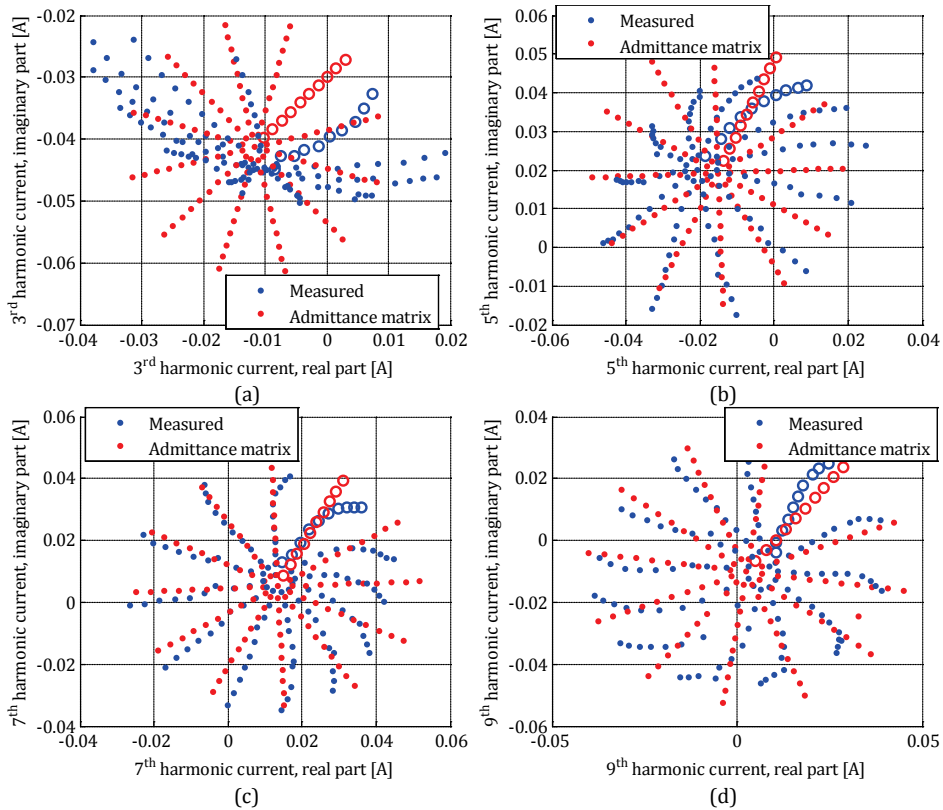 -0.02
-0.03
-0.04
-0.05
-0.06
-0.07
-0.04
-0.03
-0.02
-0.01
0
0.01
0.02
3rd harmonic current, imaginary part [A]
3rd harmonic current, real part [A]
Measured
Admittance matrix
(a)
0.06
0.05
0.04
0.03
0.02
0.01
0
-0.01
-0.02
-0.06
-0.04
-0.02
0
0.02
0.04
5th harmonic current, imaginary part [A]
5th harmonic current, real part [A]
Measured
Admittance matrix
(b)
0.06
0.04
0.02
0
-0.02
-0.04
-0.04
-0.02
0
0.02
0.04
0.06
7th harmonic current, imaginary part [A]
7th harmonic current, real part [A]
Measured
Admittance matrix
(c)
0.04
0.02
0
-0.02
-0.04
-0.06
-0.05
0
0.05
9th harmonic current, imaginary part [A]
9th harmonic current, real part [A]
Measured
Admittance matrix
(d)